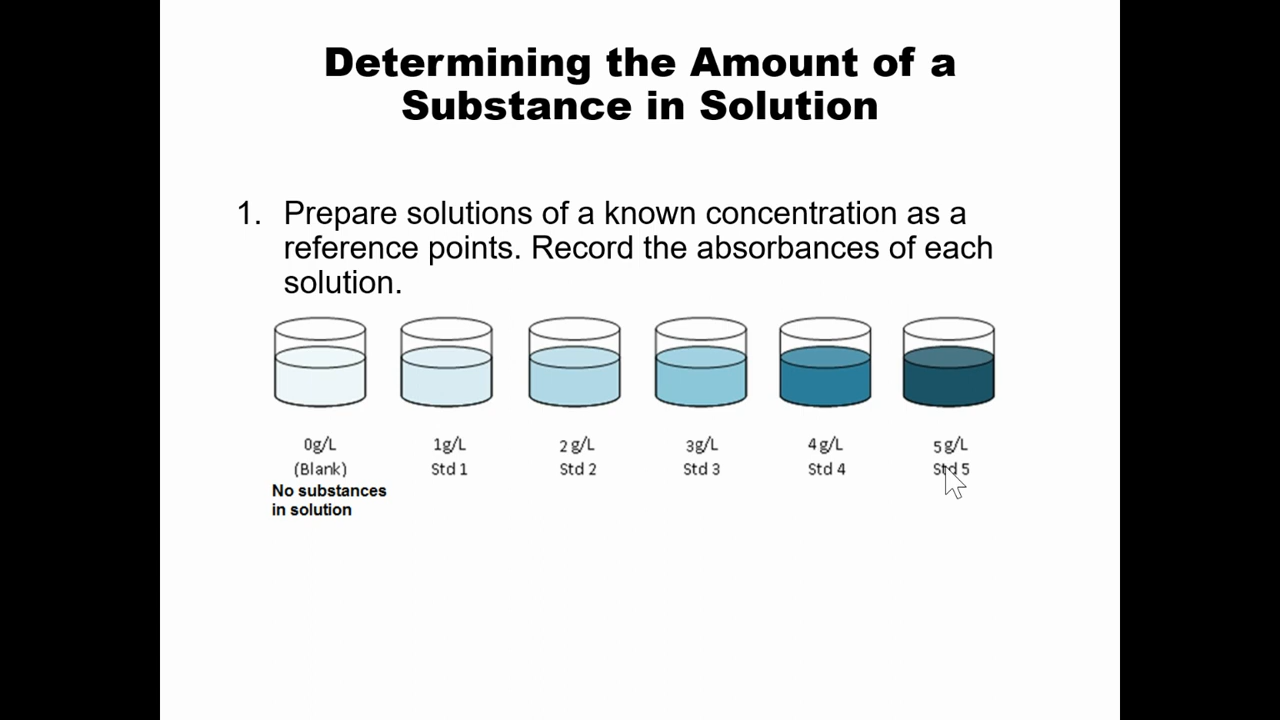 Determining the Amount of a
Substance in Solution
1. Prepare solutions of a known concentration as a
reference points. Record the absorbances of each
solution.
0g/L 1g/L 2 g/L 3g/L 4 g/L 5 g/L
(Blank) Std 1 Std 2 Std 3 Std 4 Std 5
No substances
in solution